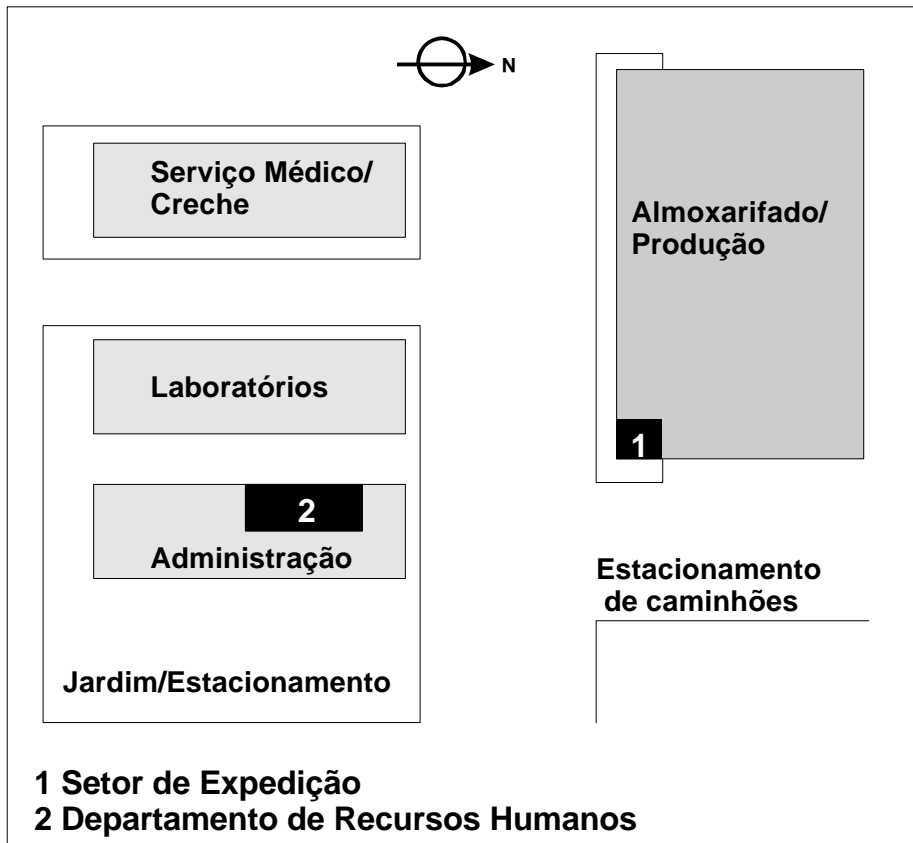 N
Serviço Médico/
Creche
Almoxarifado/
Produção
Laboratórios
1
2
Administração
Estacionamento
de caminhões
Jardim/Estacionamento
1 Setor de Expedição
2 Departamento de Recursos Humanos